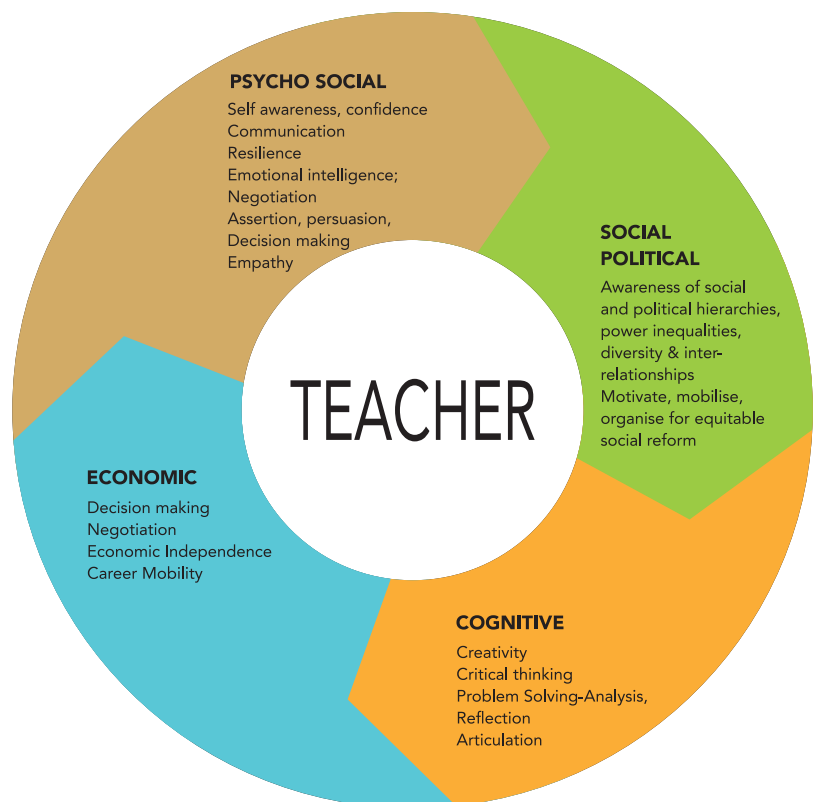 PSYCHO SOCIAL
Self awareness, confidence
Communication
Resilience
Emotional intelligence;
Negotiation
Assertion, persuasion,
Decision making
Empathy
SOCIAL
POLITICAL
Awareness of social
and political hierarchies,
power inequalities,
diversity & inter-
relationships
Motivate, mobilise,
organise for equitable
social reform
TEACHER
ECONOMIC
Decision making
Negotiation
Economic Independence
Career Mobility
COGNITIVE
Creativity
Critical thinking
Problem Solving-Analysis,
Reflection
Articulation